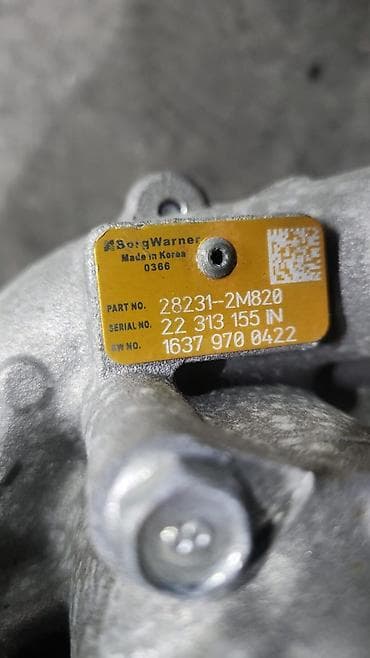 BorgWarner
Made in Korea
0366
PART NO. 28231-2M820
SERIAL NO. 22 313 155 IN
BW NO. 1637 970 0422